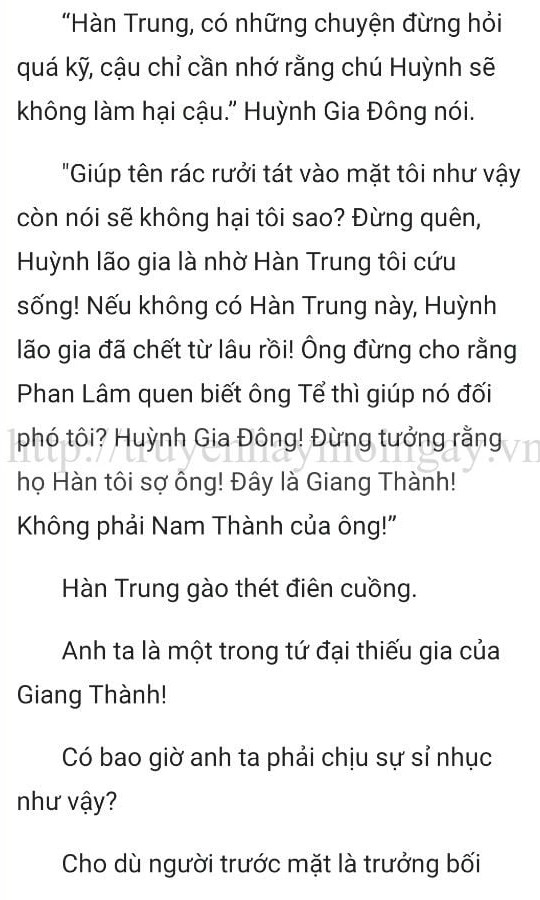 “Hàn Trung, có những chuyện đừng hỏi
quá kỹ, cậu chỉ cần nhớ rằng chú Huỳnh sẽ
không làm hại cậu.” Huỳnh Gia Đông nói.
"Giúp tên rác rưởi tát vào mặt tôi như vậy
còn nói sẽ không hại tôi sao? Đừng quên,
Huỳnh lão gia là nhờ Hàn Trung tôi cứu
sống! Nếu không có Hàn Trung này, Huỳnh
lão gia đã chết từ lâu rồi! Ông đừng cho rằng
Phan Lâm quen biết ông Tể thì giúp nó đối
phó tôi? Huỳnh Gia Đông! Đừng tưởng rằng
http://truyenhaymoingay.vn
họ Hàn tôi sợ ông! Đây là Giang Thành!
Không phải Nam Thành của ông!”
Hàn Trung gào thét điên cuồng.
Anh ta là một trong tứ đại thiếu gia của
Giang Thành!
Có bao giờ anh ta phải chịu sự sỉ nhục
như vậy?
Cho dù người trước mặt là trưởng bối